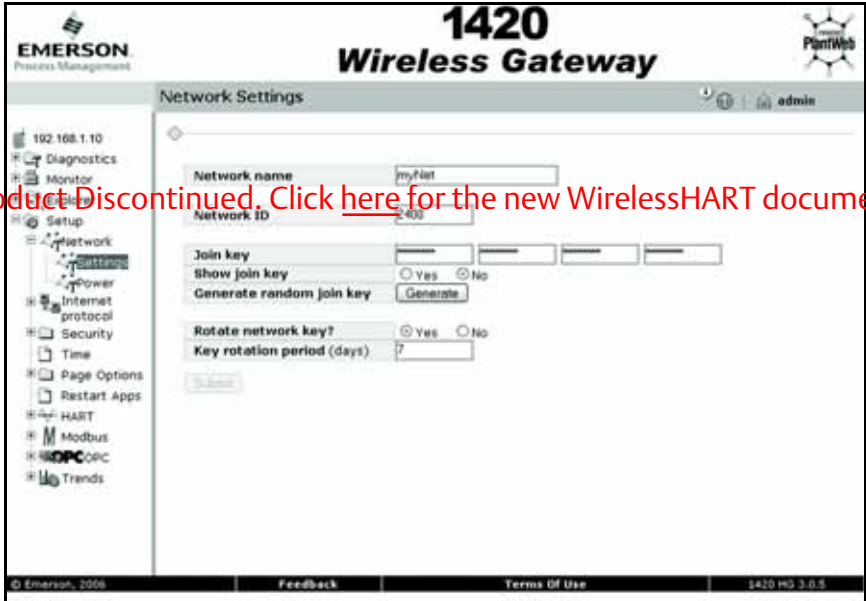 EMERSON
Process Management
1420
Wireless Gateway
PlantWeb
Network Settings
admin
192.168.1.10
Diagnostics
Monitor
Explorer
Setup
Network
Settings
Power
Internet
protocol
Security
Time
Page Options
Restart Apps
HART
Modbus
OPC OPC
Trends
Network name myNet
oduct Discontinued. Click here for the new WirelessHART docume
Network ID 2400
Join key
Show join key Yes No
Generate random join key Generate
Rotate network key? Yes No
Key rotation period (days) 7
Submit
© Emerson, 2006 Feedback Terms Of Use 1420 HG 3.0.5